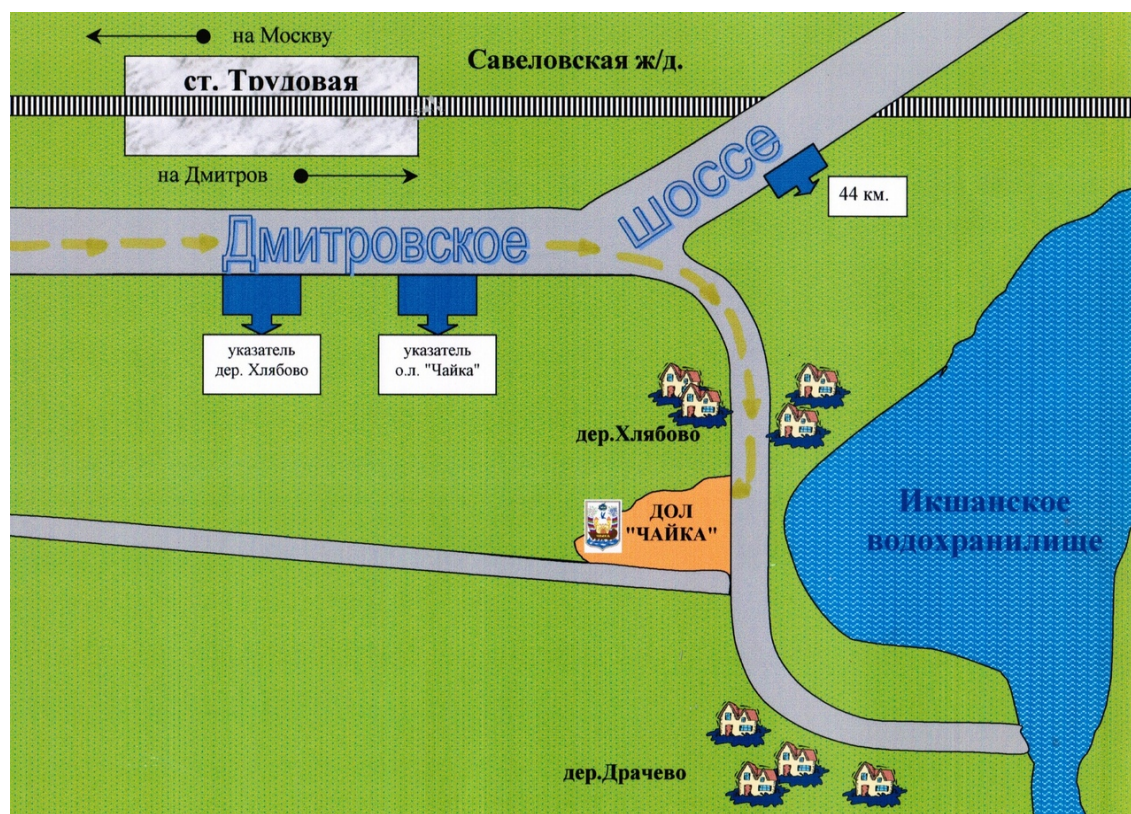 на Москву
Савеловская ж/д.
ст. Трудовая
на Дмитров
44 км.
Дмитровское шоссе
указатель
дер. Хлябово
указатель
о.л. "Чайка"
дер.Хлябово
ДОЛ
"ЧАЙКА"
Икшанское
водохранилище
дер.Драчево